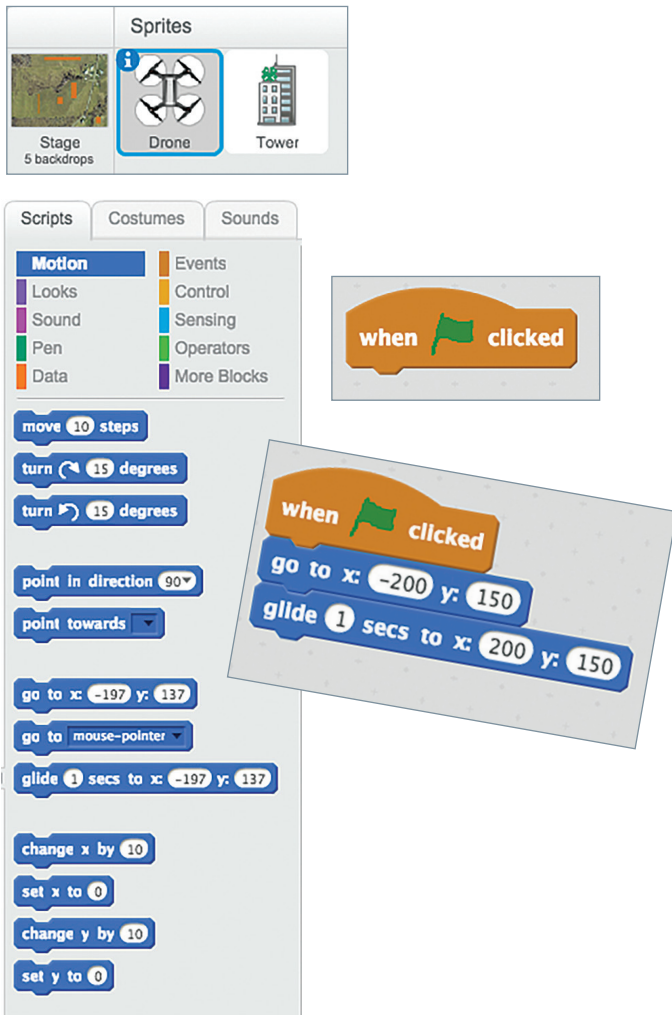 Sprites
i
Stage
5 backdrops
Drone
Tower
Scripts
Costumes
Sounds
Motion
Events
Looks
Control
Sound
Sensing
Pen
Operators
Data
More Blocks
move 10 steps
turn 15 degrees
turn 15 degrees
point in direction 90
point towards
go to x: -197 y: 137
go to mouse-pointer
glide 1 secs to x: -197 y: 137
change x by 10
set x to 0
change y by 10
set y to 0
when clicked
when clicked
go to x: -200 y: 150
glide 1 secs to x: 200 y: 150